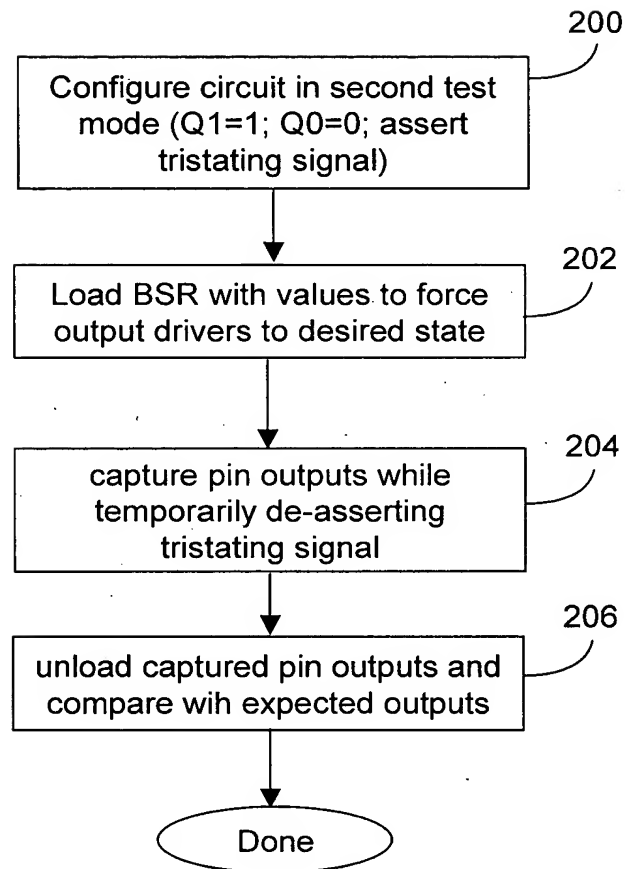 200
Configure circuit in second test
mode (Q1=1; Q0=0; assert
tristating signal)
202
Load BSR with values to force
output drivers to desired state
204
capture pin outputs while
temporarily de-asserting
tristating signal
206
unload captured pin outputs and
compare wih expected outputs
Done